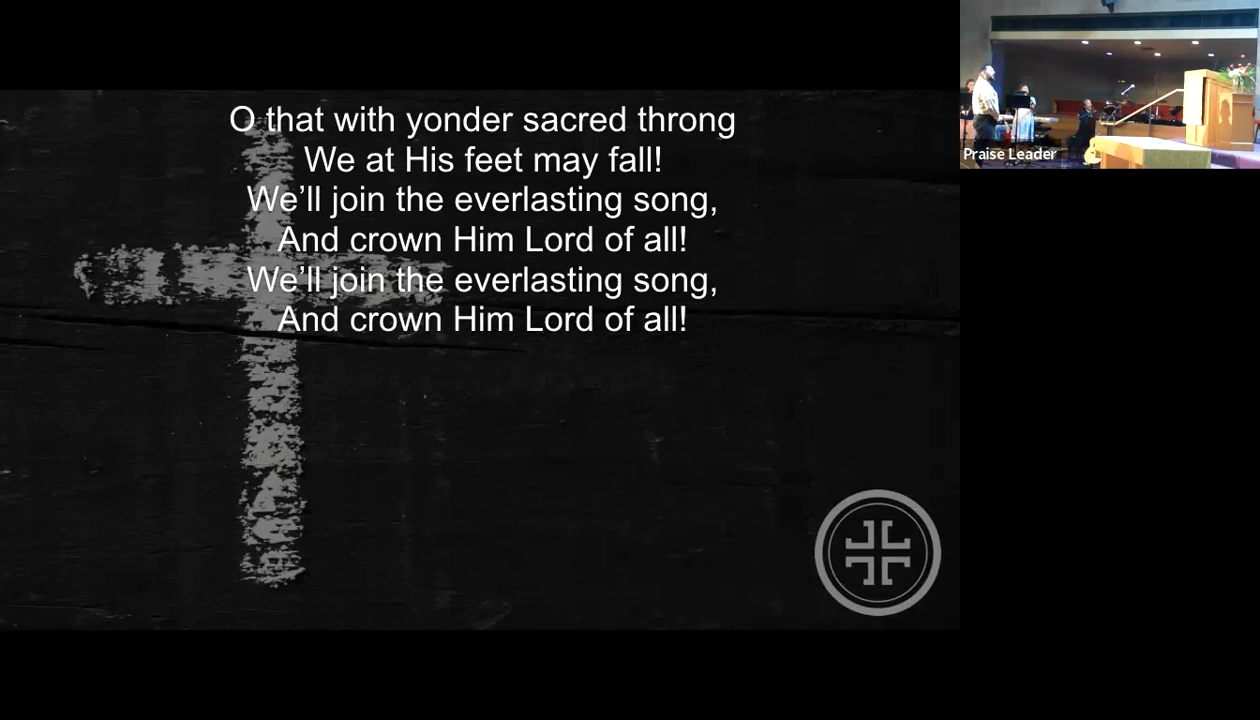 O that with yonder sacred throng
We at His feet may fall!
We’ll join the everlasting song,
And crown Him Lord of all!
We’ll join the everlasting song,
And crown Him Lord of all!
Praise Leader